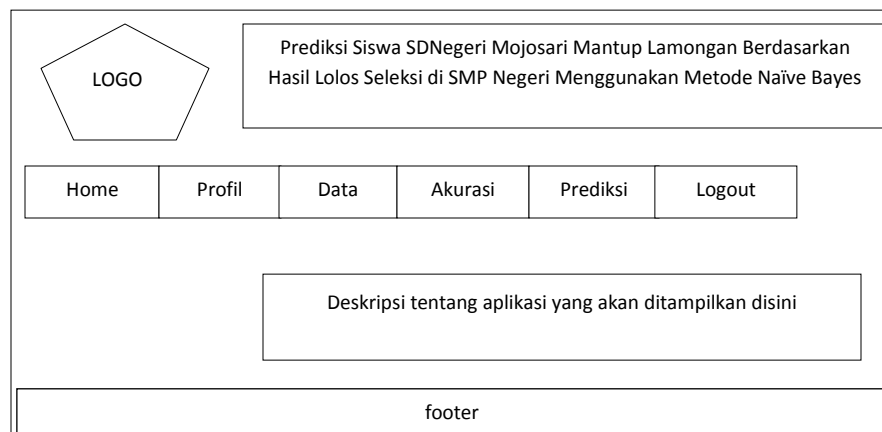 LOGO
Prediksi Siswa SDNegeri Mojosari Mantup Lamongan Berdasarkan
Hasil Lolos Seleksi di SMP Negeri Menggunakan Metode Naïve Bayes
Home Profil Data Akurasi Prediksi Logout
Deskripsi tentang aplikasi yang akan ditampilkan disini
footer